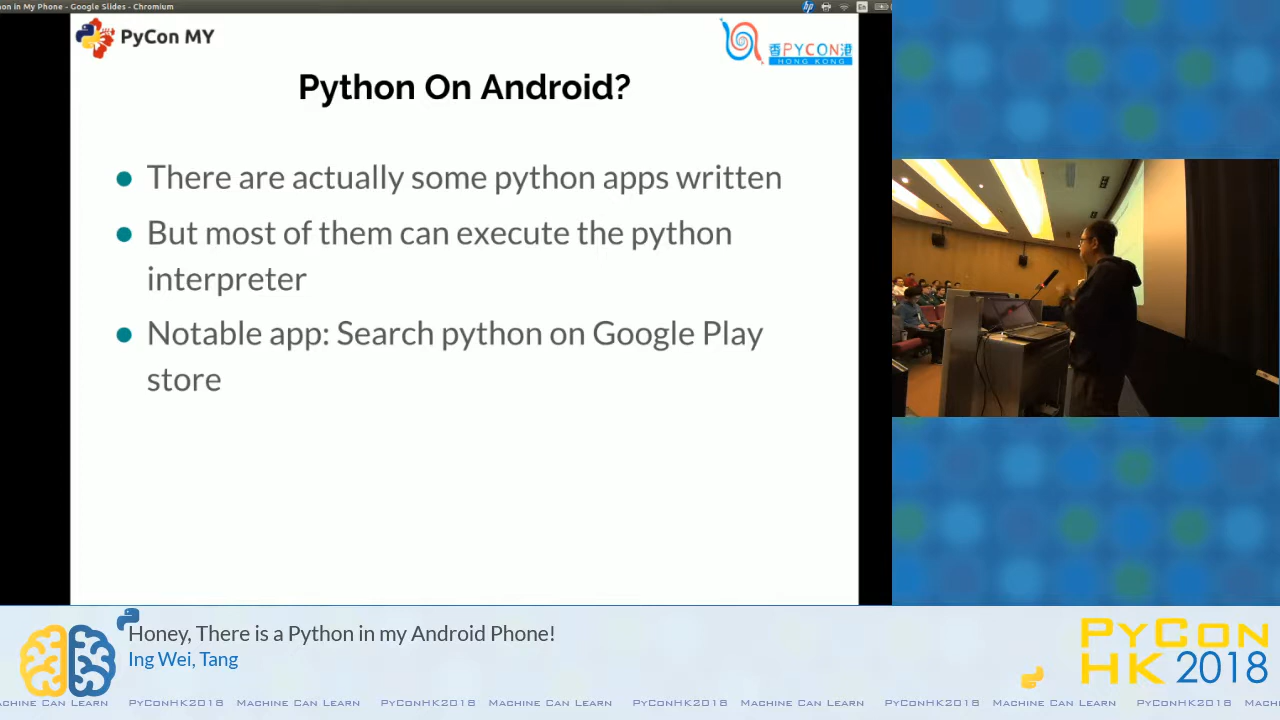 on in My Phone - Google Slides - Chromium
En
PyCon MY
香PYCON港
HONG KONG
Python On Android?
There are actually some python apps written
But most of them can execute the python
interpreter
Notable app: Search python on Google Play
store
Honey, There is a Python in my Android Phone!
Ing Wei, Tang
PyCon
HK 2018
achine Can Learn PyConHK2018 Machine Can Learn PyConHK2018 Machine Can Learn PyConHK2018 Machine Can Learn PyConHK2018 Machine Can Learn PyConHK2018 Mach